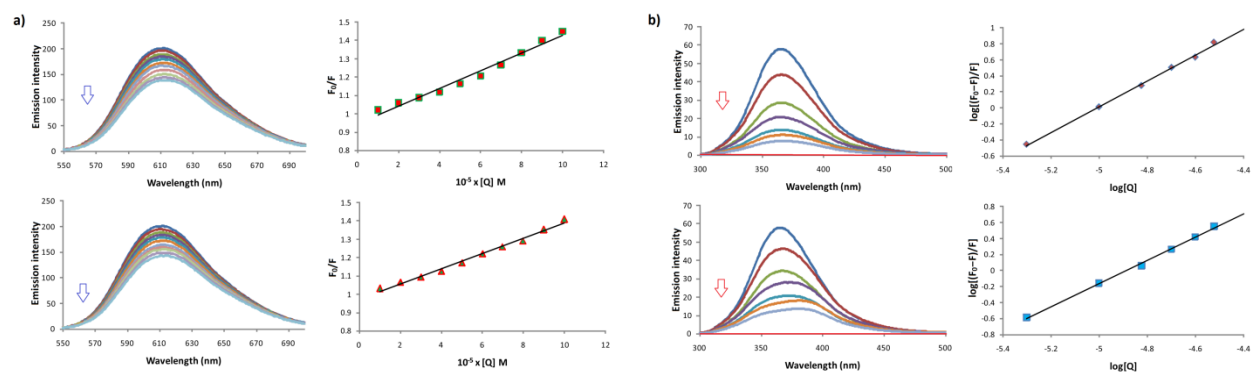 a)
Emission intensity
250
200
150
100
50
0
550 570 590 610 630 650 670 690
Wavelength (nm)
F₀/F
1.5
1.4
1.3
1.2
1.1
1
0.9
0.8
0 2 4 6 8 10 12
10⁻⁵ x [Q] M
Emission intensity
250
200
150
100
50
0
550 570 590 610 630 650 670 690
Wavelength (nm)
F₀/F
1.5
1.4
1.3
1.2
1.1
1
0.9
0.8
0 2 4 6 8 10 12
10⁻⁵ x [Q] M
b)
Emission intensity
70
60
50
40
30
20
10
0
300 350 400 450 500
Wavelength (nm)
log[(F₀−F)/F]
1
0.8
0.6
0.4
0.2
0
-0.2
-0.4
-0.6
-5.4 -5.2 -5 -4.8 -4.6 -4.4
log[Q]
Emission intensity
70
60
50
40
30
20
10
0
300 350 400 450 500
Wavelength (nm)
log[(F₀−F)/F]
0.8
0.6
0.4
0.2
0
-0.2
-0.4
-0.6
-0.8
-5.4 -5.2 -5 -4.8 -4.6 -4.4
log[Q]